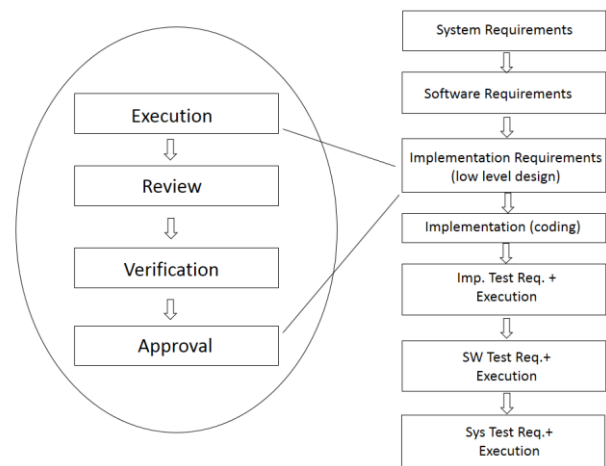 System Requirements
Software Requirements
Execution
Implementation Requirements
(low level design)
Review
Implementation (coding)
Verification
Imp. Test Req. +
Execution
Approval
SW Test Req.+
Execution
Sys Test Req.+
Execution